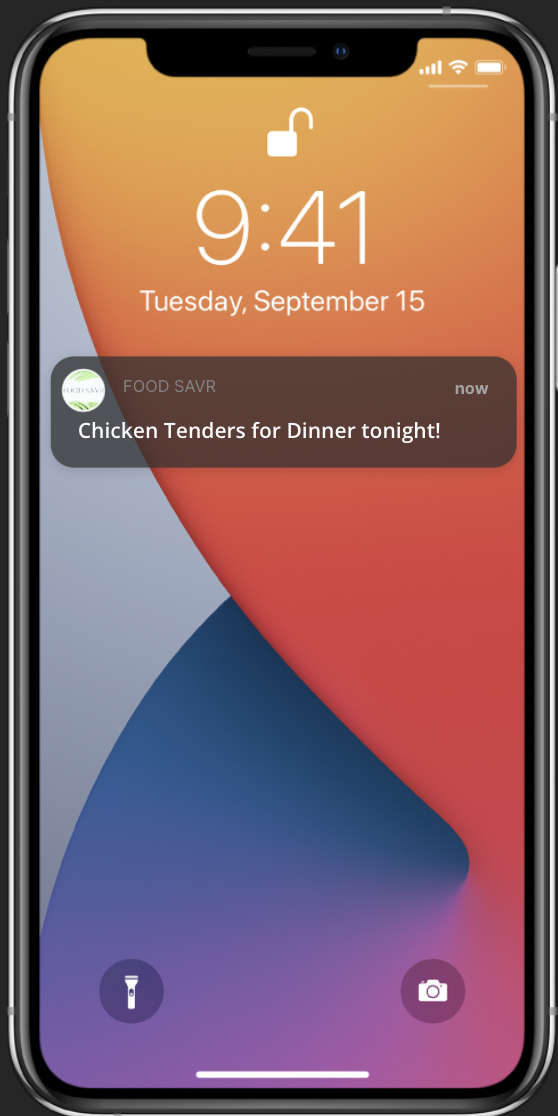 9:41
Tuesday, September 15
FOOD SAVR
now
Chicken Tenders for Dinner tonight!